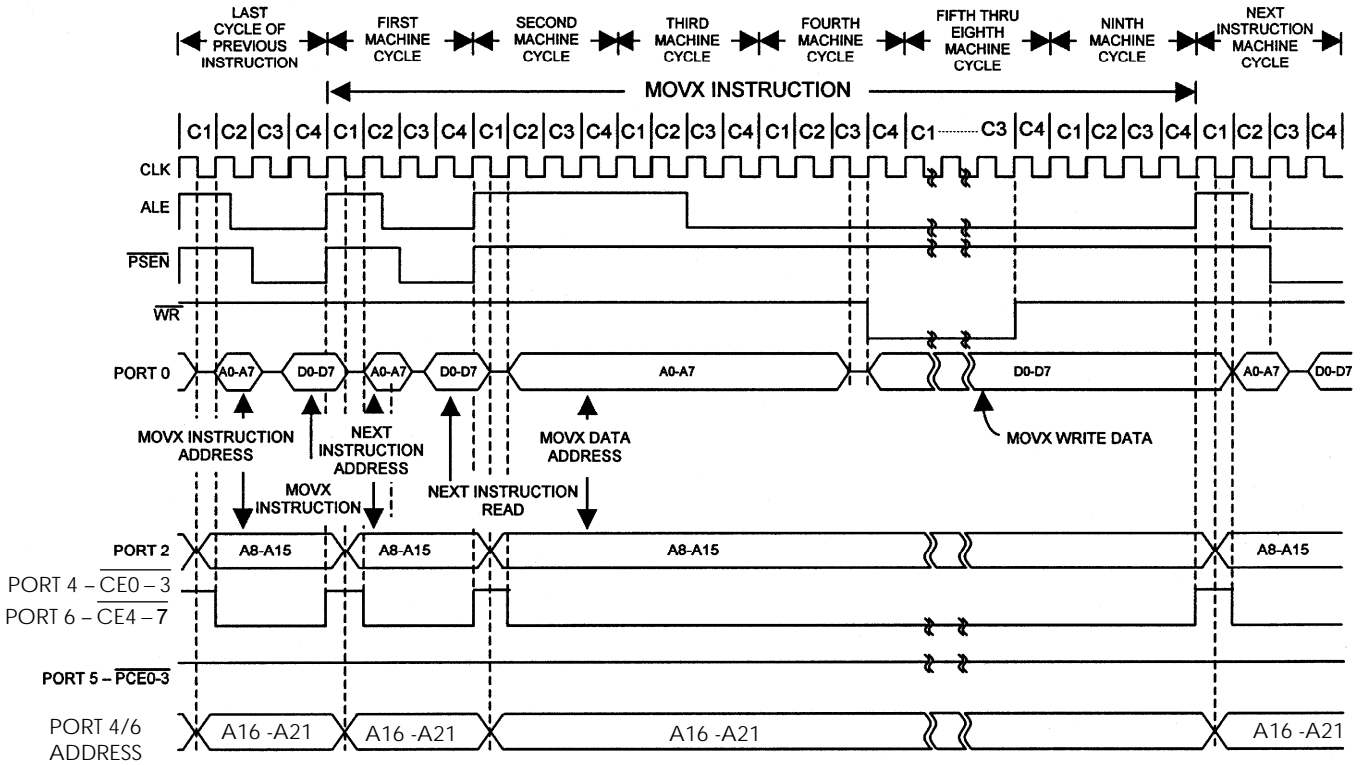 LAST
CYCLE OF
PREVIOUS
INSTRUCTION
FIRST
MACHINE
CYCLE
SECOND
MACHINE
CYCLE
THIRD
MACHINE
CYCLE
FOURTH
MACHINE
CYCLE
FIFTH THRU
EIGHTH
MACHINE
CYCLE
NINTH
MACHINE
CYCLE
NEXT
INSTRUCTION
MACHINE
CYCLE
MOVX INSTRUCTION
C1 C2 C3 C4 C1 C2 C3 C4 C1 C2 C3 C4 C1 C2 C3 C4 C1 C2 C3 C4 C1 ......... C3 C4 C1 C2 C3 C4 C1 C2 C3 C4
CLK
ALE
PSEN
WR
PORT 0 A0-A7 D0-D7 A0-A7 D0-D7 A0-A7 D0-D7 A0-A7 D0-D7
MOVX INSTRUCTION
ADDRESS
NEXT
INSTRUCTION
ADDRESS
MOVX DATA
ADDRESS
MOVX WRITE DATA
MOVX
INSTRUCTION
NEXT INSTRUCTION
READ
PORT 2 A8-A15 A8-A15 A8-A15 A8-A15
PORT 4 – CE0 – 3
PORT 6 – CE4 – 7
PORT 5 – PCE0-3
PORT 4/6
ADDRESS
A16 -A21 A16 -A21 A16 -A21 A16 -A21